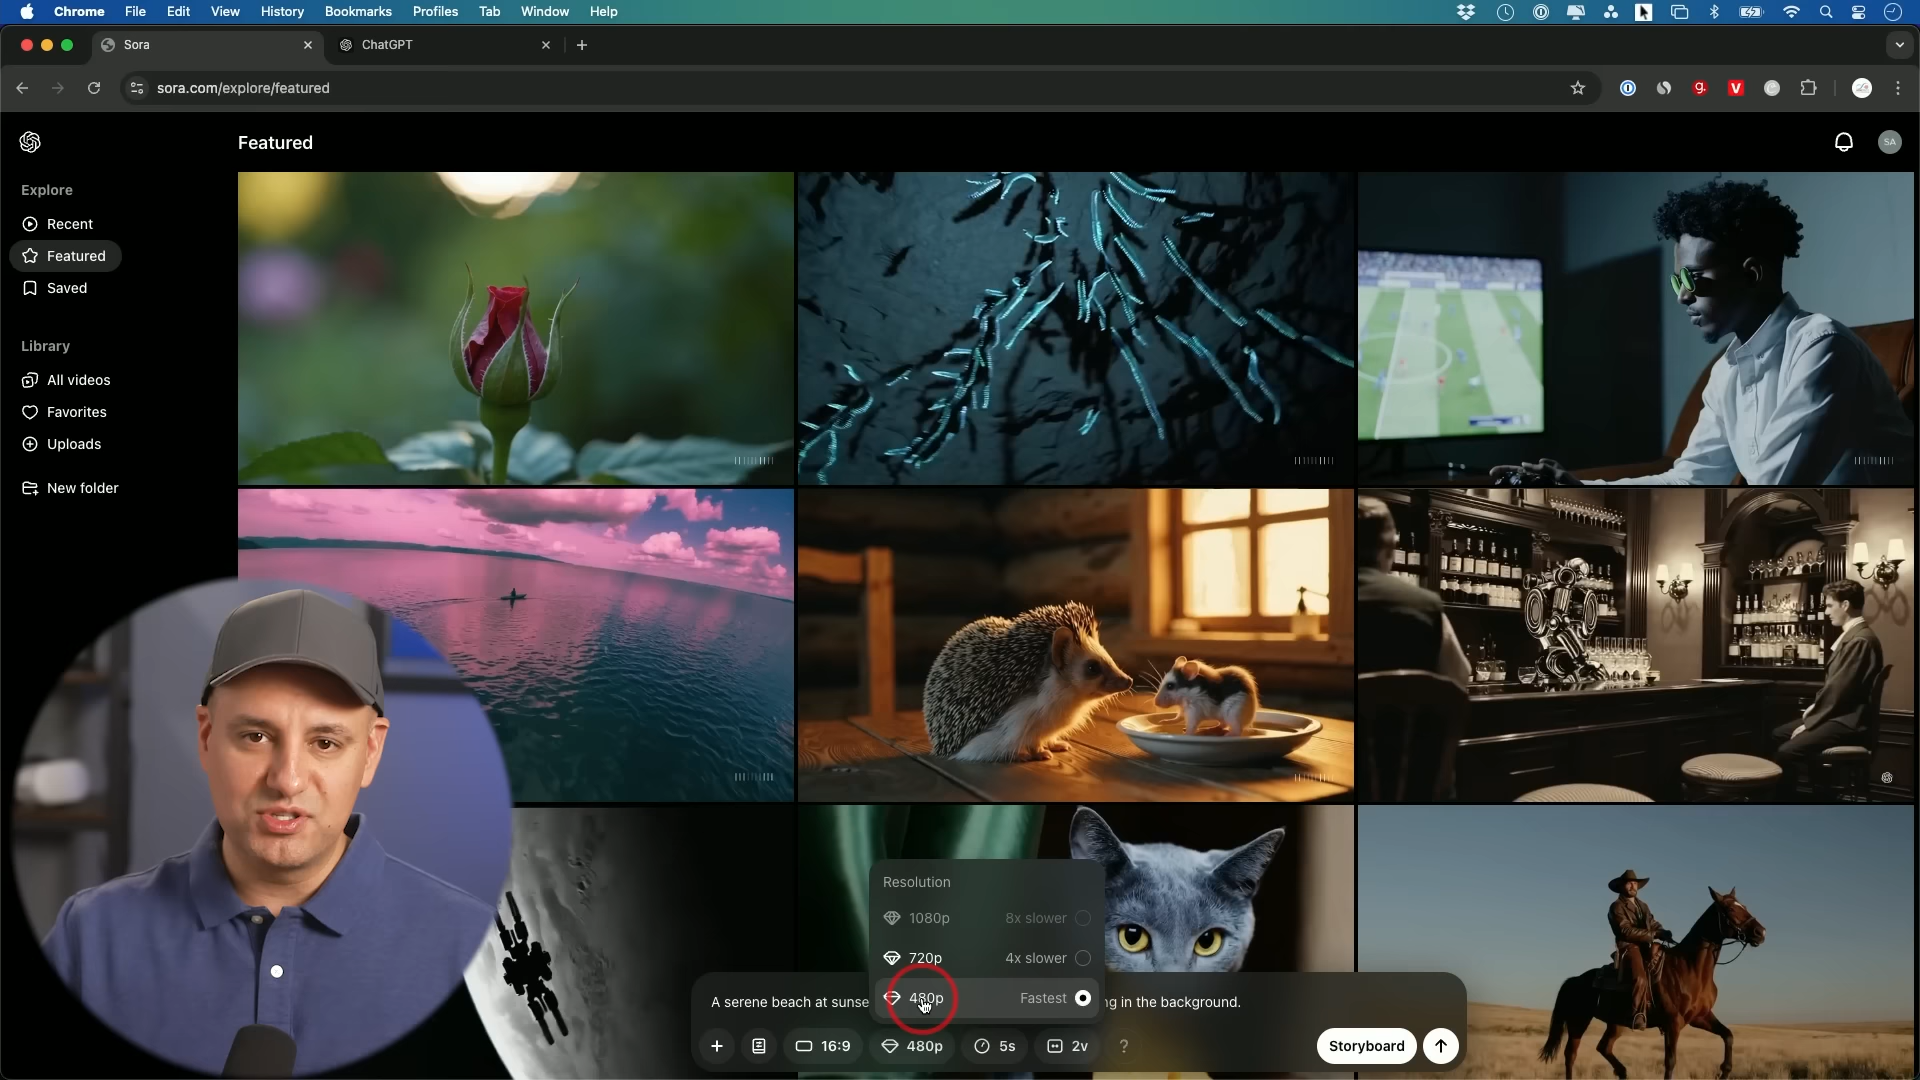 Chrome File Edit View History Bookmarks Profiles Tab Window Help
Sora
ChatGPT
sora.com/explore/featured
Featured
SA
Explore
Recent
Featured
Saved
Library
All videos
Favorites
Uploads
New folder
Resolution
1080p 8x slower
720p 4x slower
480p Fastest
A serene beach at sunse
ng in the background.
16:9 480p 5s 2v ?
Storyboard